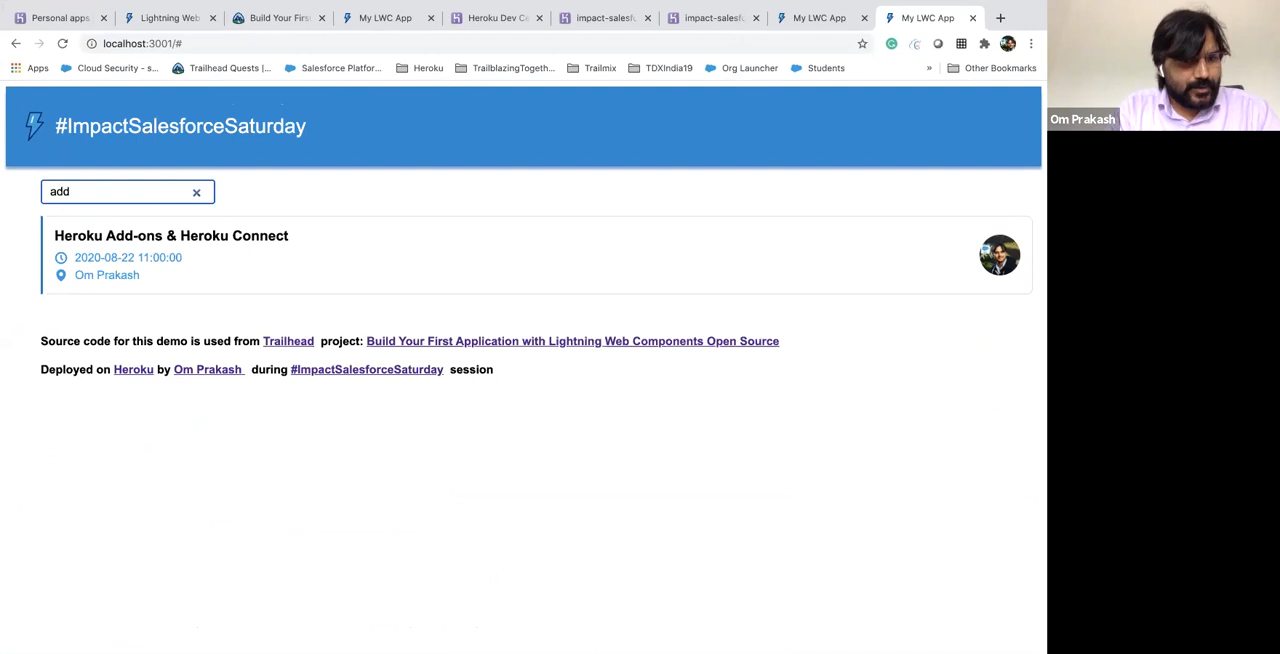 Personal apps
Lightning Web
Build Your Firs
My LWC App
Heroku Dev Ce
impact-salesf
impact-salesfu
My LWC App
My LWC App
localhost:3001/#
Apps
Cloud Security - s...
Trailhead Quests |...
Salesforce Platfor...
Heroku
TrailblazingTogeth...
Trailmix
TDXIndia19
Org Launcher
Students
»
Other Bookmarks
#ImpactSalesforceSaturday
add
Heroku Add-ons & Heroku Connect
2020-08-22 11:00:00
Om Prakash
Source code for this demo is used from Trailhead project: Build Your First Application with Lightning Web Components Open Source
Deployed on Heroku by Om Prakash during #ImpactSalesforceSaturday session
Om Prakash